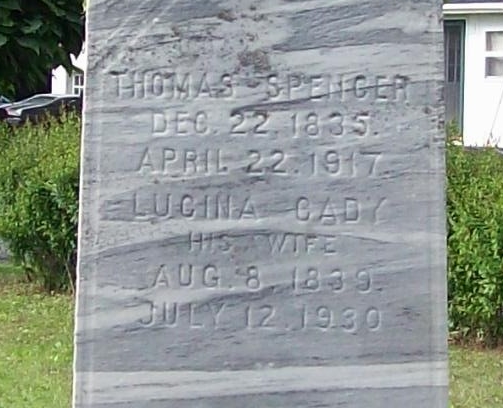 THOMAS SPENCER
DEC. 22, 1835.
APRIL 22, 1917.
LUCINA CADY
HIS WIFE
AUG. 8, 1839.
JULY 12, 1930